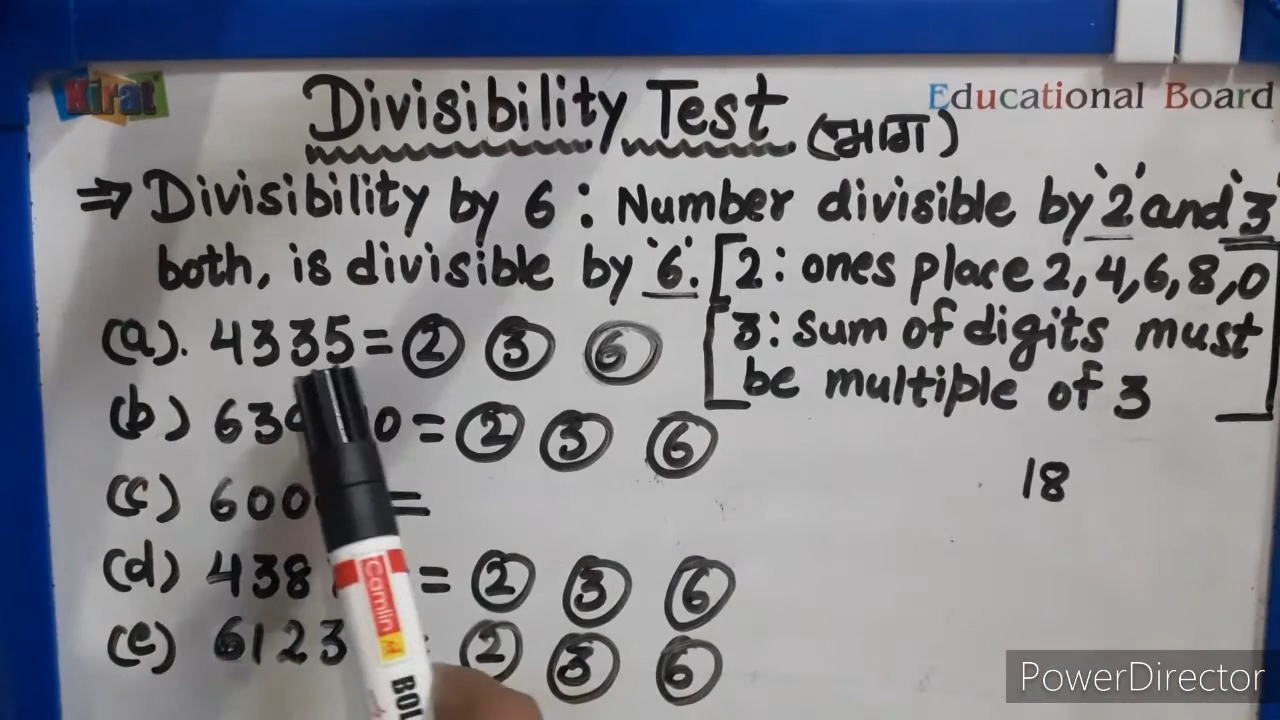 Kirat
Educational Board
Divisibility Test (भाग)
⇒ Divisibility by 6 : Number divisible by '2' and '3'
both, is divisible by '6'. [2: ones place 2, 4, 6, 8, 0
3: sum of digits must
be multiple of 3]
(a). 4335 = ② ③ ⑥
(b) 63 0 = ② ③ ⑥
18
(c) 600 =
(d) 438 = ② ③ ⑥
(e) 6123 = ② ③ ⑥
Camlin
BOL
PowerDirector